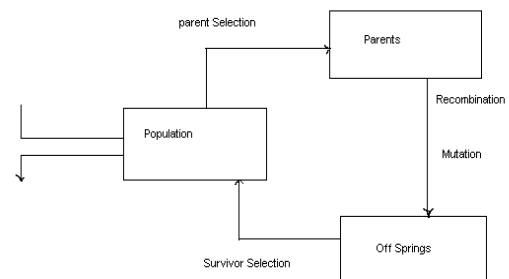 parent Selection
Parents
Recombination
Population
Mutation
Off Springs
Survivor Selection